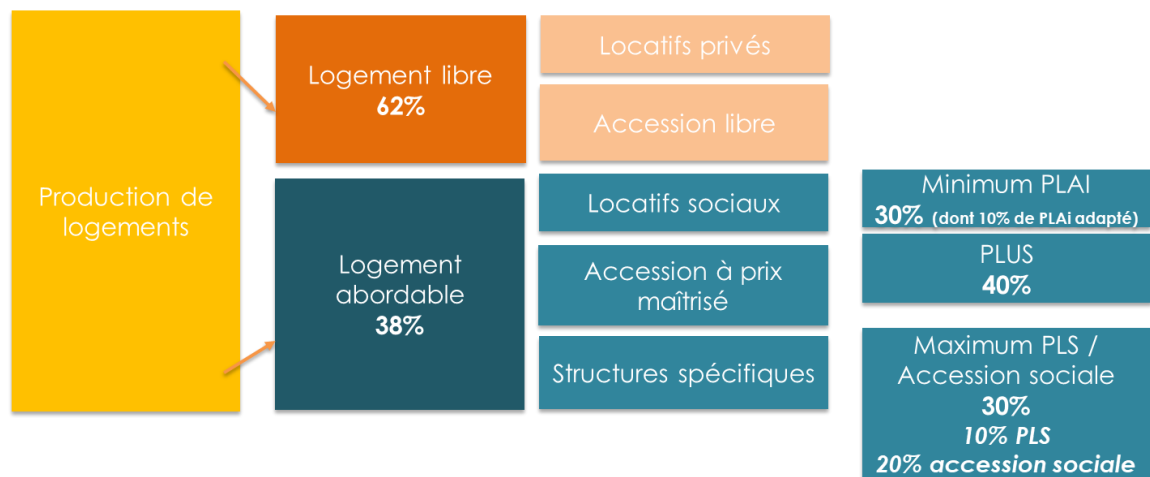 Production de
logements
Logement libre
62%
Logement
abordable
38%
Locatifs privés
Accession libre
Locatifs sociaux
Accession à prix
maîtrisé
Structures spécifiques
Minimum PLAI
30% (dont 10% de PLAi adapté)
PLUS
40%
Maximum PLS /
Accession sociale
30%
10% PLS
20% accession sociale